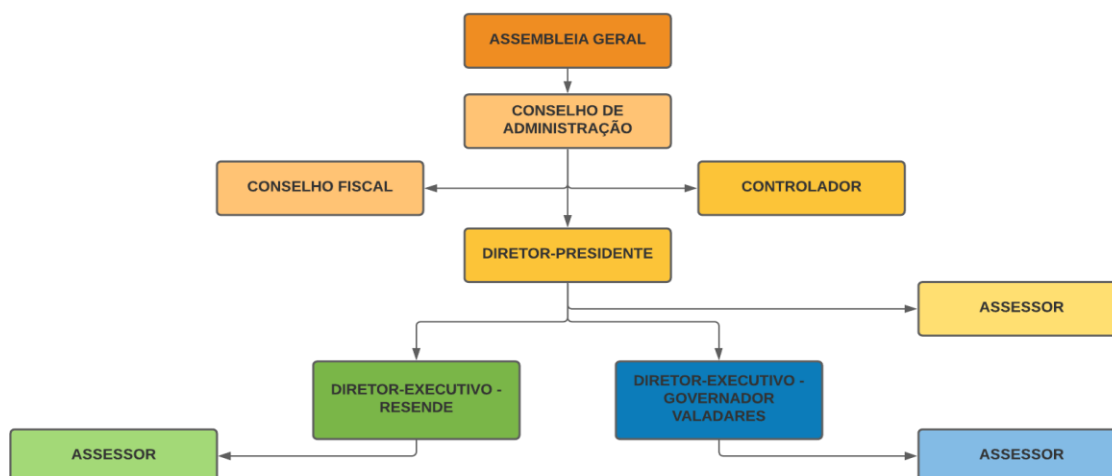 ASSEMBLEIA GERAL
CONSELHO DE
ADMINISTRAÇÃO
CONSELHO FISCAL
CONTROLADOR
DIRETOR-PRESIDENTE
ASSESSOR
DIRETOR-EXECUTIVO -
RESENDE
DIRETOR-EXECUTIVO -
GOVERNADOR
VALADARES
ASSESSOR
ASSESSOR